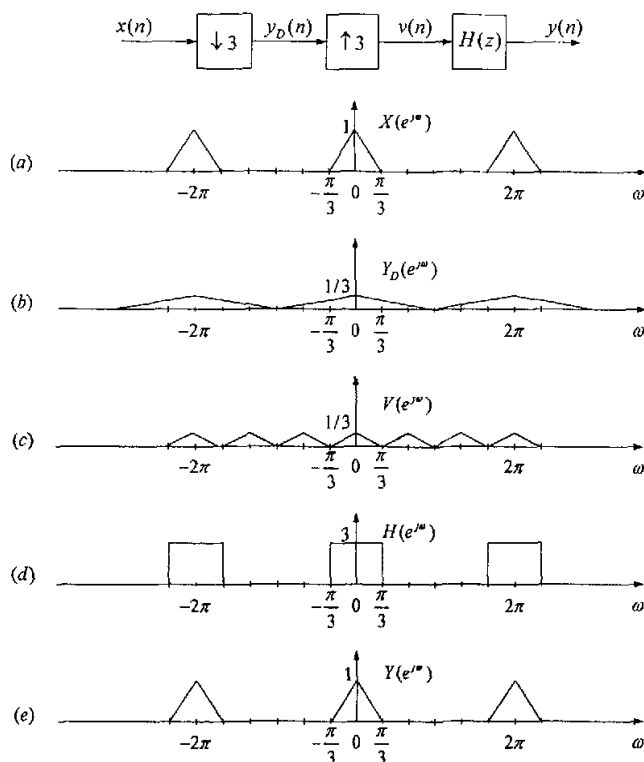 x(n) ↓3 y_D(n) ↑3 v(n) H(z) y(n)
(a) 1 X(e^{jω})
−2π −π/3 0 π/3 2π ω
(b) 1/3 Y_D(e^{jω})
−2π −π/3 0 π/3 2π ω
(c) 1/3 V(e^{jω})
−2π −π/3 0 π/3 2π ω
(d) 3 H(e^{jω})
−2π −π/3 0 π/3 2π ω
(e) 1 Y(e^{jω})
−2π −π/3 0 π/3 2π ω